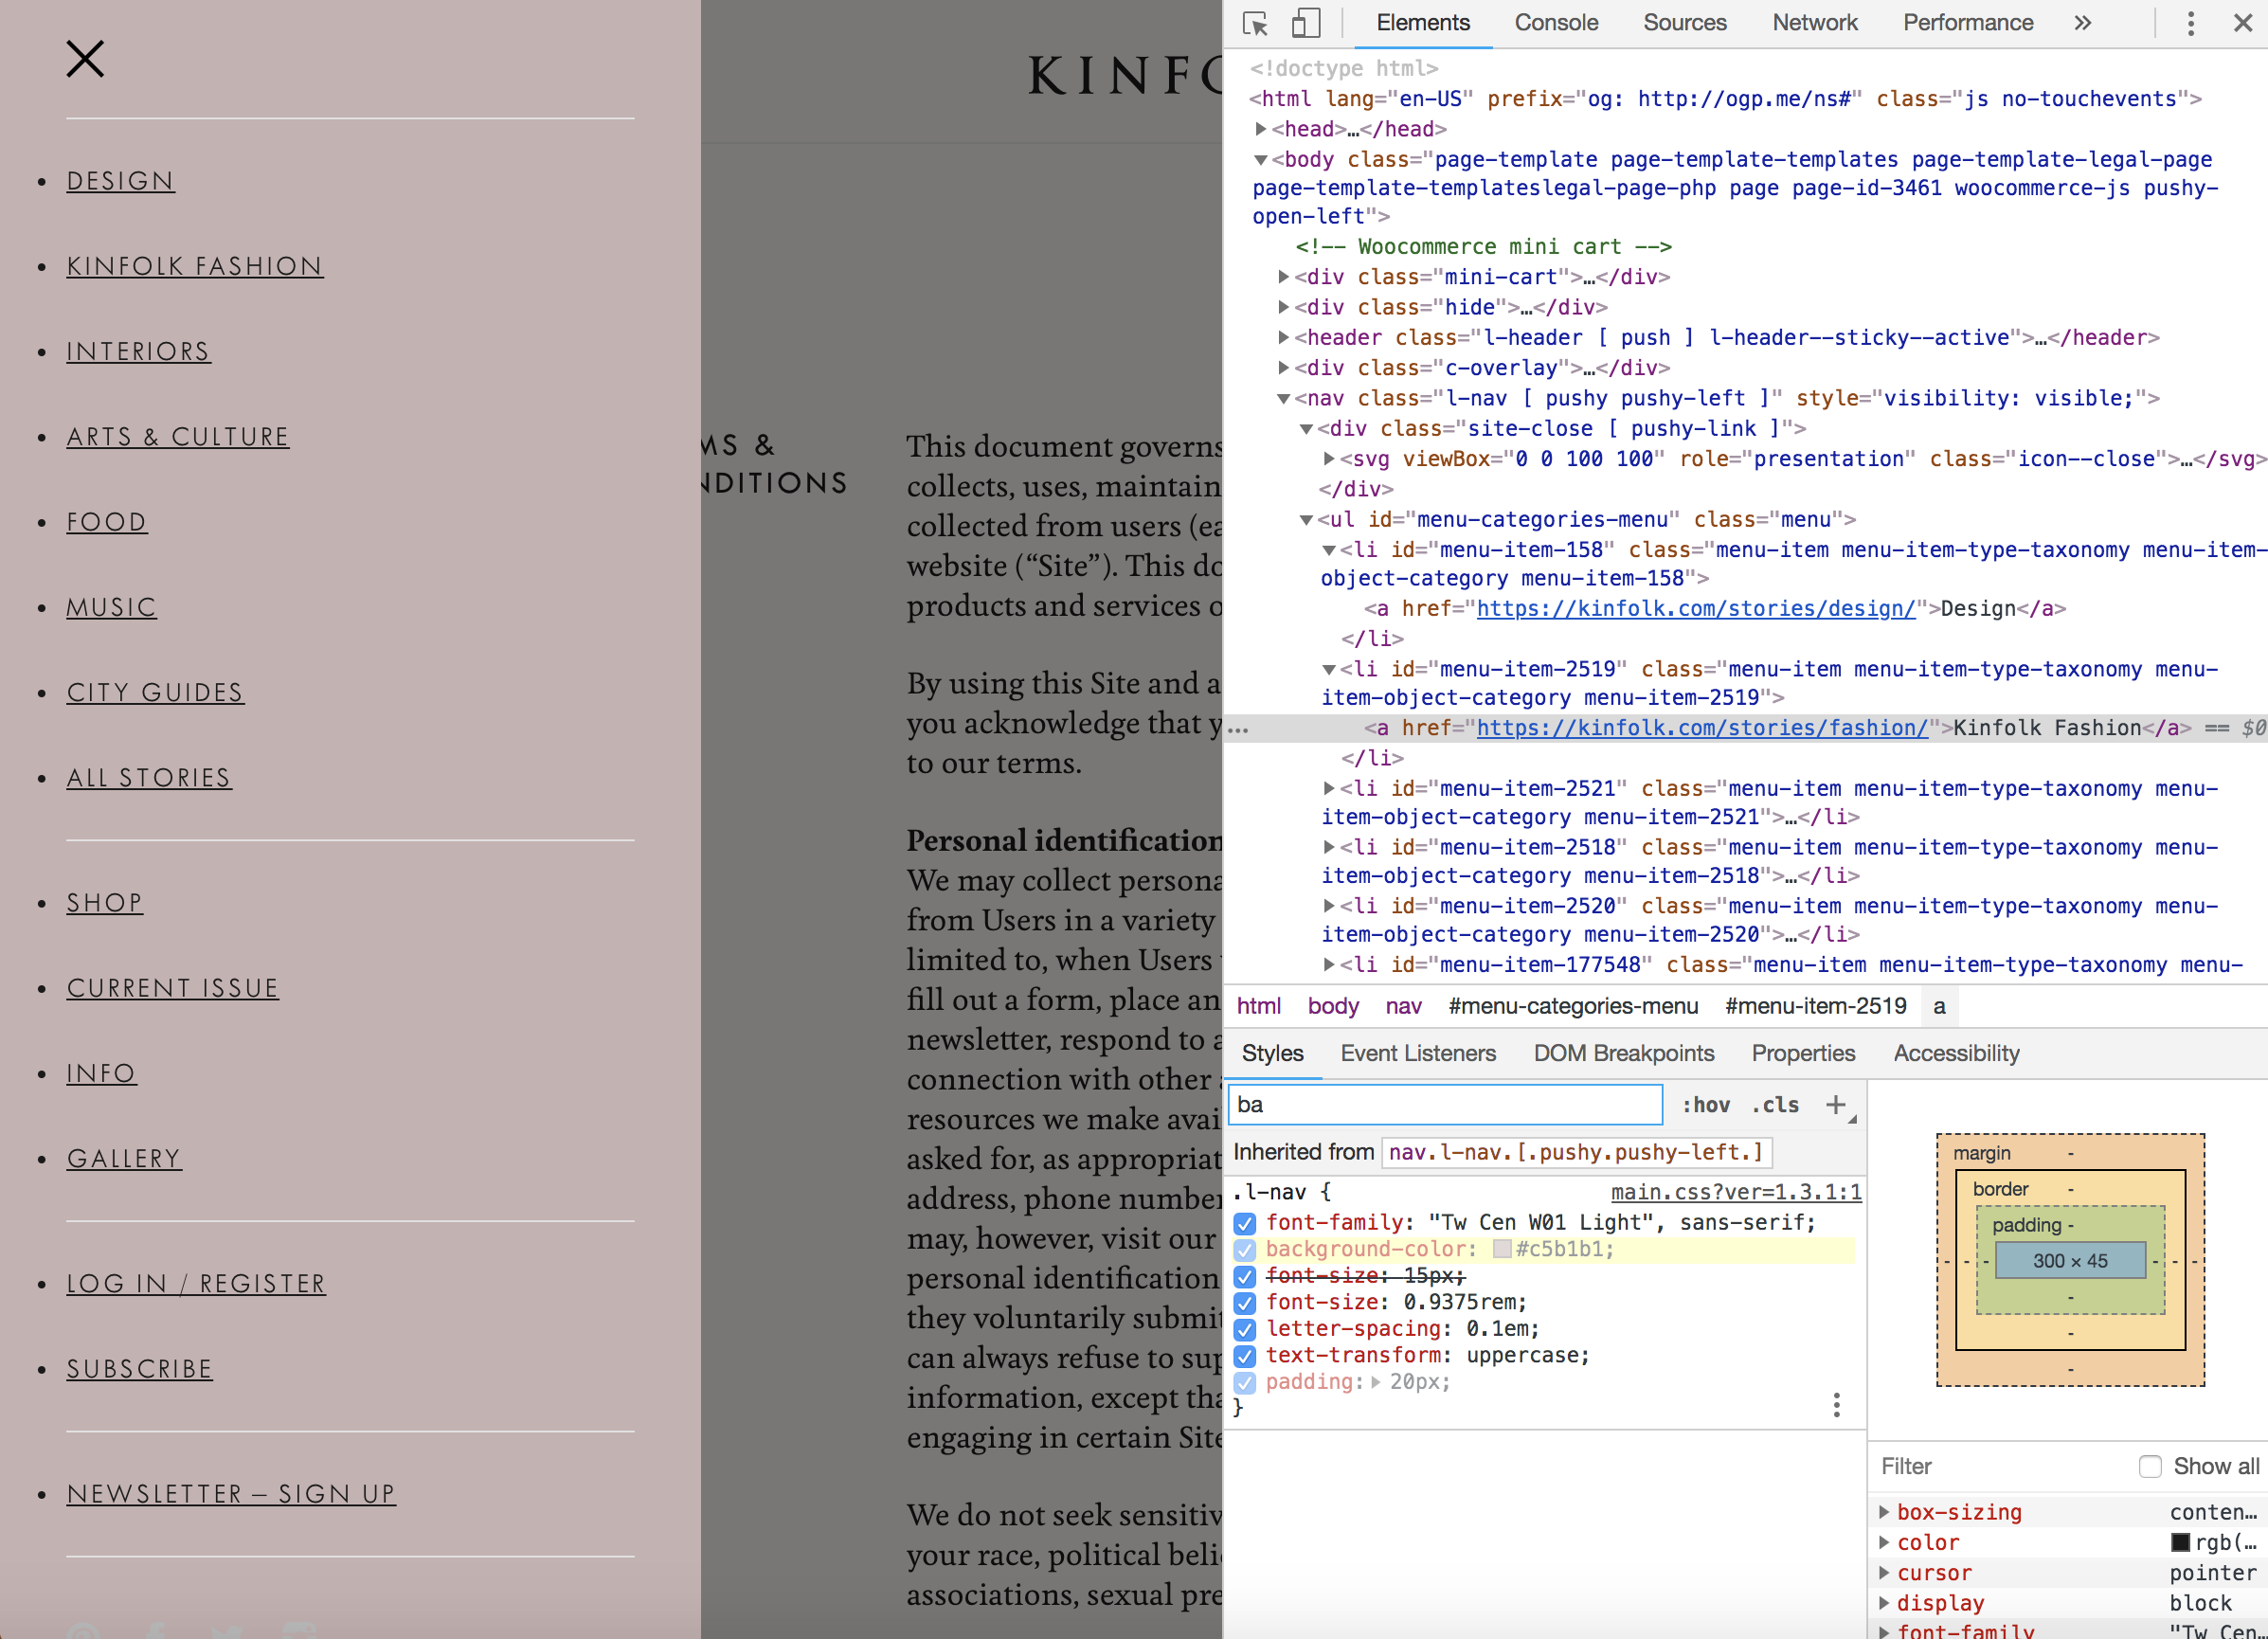 DESIGN
KINFOLK FASHION
INTERIORS
ARTS & CULTURE
FOOD
MUSIC
CITY GUIDES
ALL STORIES
SHOP
CURRENT ISSUE
INFO
GALLERY
LOG IN / REGISTER
SUBSCRIBE
NEWSLETTER – SIGN UP
KINFO
MS &
NDITIONS
This document governs
collects, uses, maintain
collected from users (ea
website (“Site”). This do
products and services o
By using this Site and a
you acknowledge that y
to our terms.
Personal identification
We may collect persona
from Users in a variety
limited to, when Users
fill out a form, place an
newsletter, respond to a
connection with other a
resources we make avai
asked for, as appropriat
address, phone number
may, however, visit our
personal identification
they voluntarily submit
can always refuse to sup
information, except tha
engaging in certain Site
We do not seek sensitiv
your race, political belie
associations, sexual pre
Elements Console Sources Network Performance »
<!doctype html>
<html lang="en-US" prefix="og: http://ogp.me/ns#" class="js no-touchevents">
<head>…</head>
<body class="page-template page-template-templates page-template-legal-page
page-template-templateslegal-page-php page page-id-3461 woocommerce-js pushy-
open-left">
<!-- Woocommerce mini cart -->
<div class="mini-cart">…</div>
<div class="hide">…</div>
<header class="l-header [ push ] l-header--sticky--active">…</header>
<div class="c-overlay">…</div>
<nav class="l-nav [ pushy pushy-left ]" style="visibility: visible;">
<div class="site-close [ pushy-link ]">
<svg viewBox="0 0 100 100" role="presentation" class="icon--close">…</svg>
</div>
<ul id="menu-categories-menu" class="menu">
<li id="menu-item-158" class="menu-item menu-item-type-taxonomy menu-item-
object-category menu-item-158">
<a href="https://kinfolk.com/stories/design/">Design</a>
</li>
<li id="menu-item-2519" class="menu-item menu-item-type-taxonomy menu-
item-object-category menu-item-2519">
… <a href="https://kinfolk.com/stories/fashion/">Kinfolk Fashion</a> == $0
</li>
<li id="menu-item-2521" class="menu-item menu-item-type-taxonomy menu-
item-object-category menu-item-2521">…</li>
<li id="menu-item-2518" class="menu-item menu-item-type-taxonomy menu-
item-object-category menu-item-2518">…</li>
<li id="menu-item-2520" class="menu-item menu-item-type-taxonomy menu-
item-object-category menu-item-2520">…</li>
<li id="menu-item-177548" class="menu-item menu-item-type-taxonomy menu-
html body nav #menu-categories-menu #menu-item-2519 a
Styles Event Listeners DOM Breakpoints Properties Accessibility
ba :hov .cls +
Inherited from nav.l-nav.[.pushy.pushy-left.]
.l-nav { main.css?ver=1.3.1:1
font-family: "Tw Cen W01 Light", sans-serif;
background-color: #c5b1b1;
font-size: 15px;
font-size: 0.9375rem;
letter-spacing: 0.1em;
text-transform: uppercase;
padding: 20px;
}
margin -
border -
padding -
- - - 300 × 45 - - -
-
-
-
Filter Show all
box-sizing conten…
color rgb(…
cursor pointer
display block
font-family "Tw Cen…